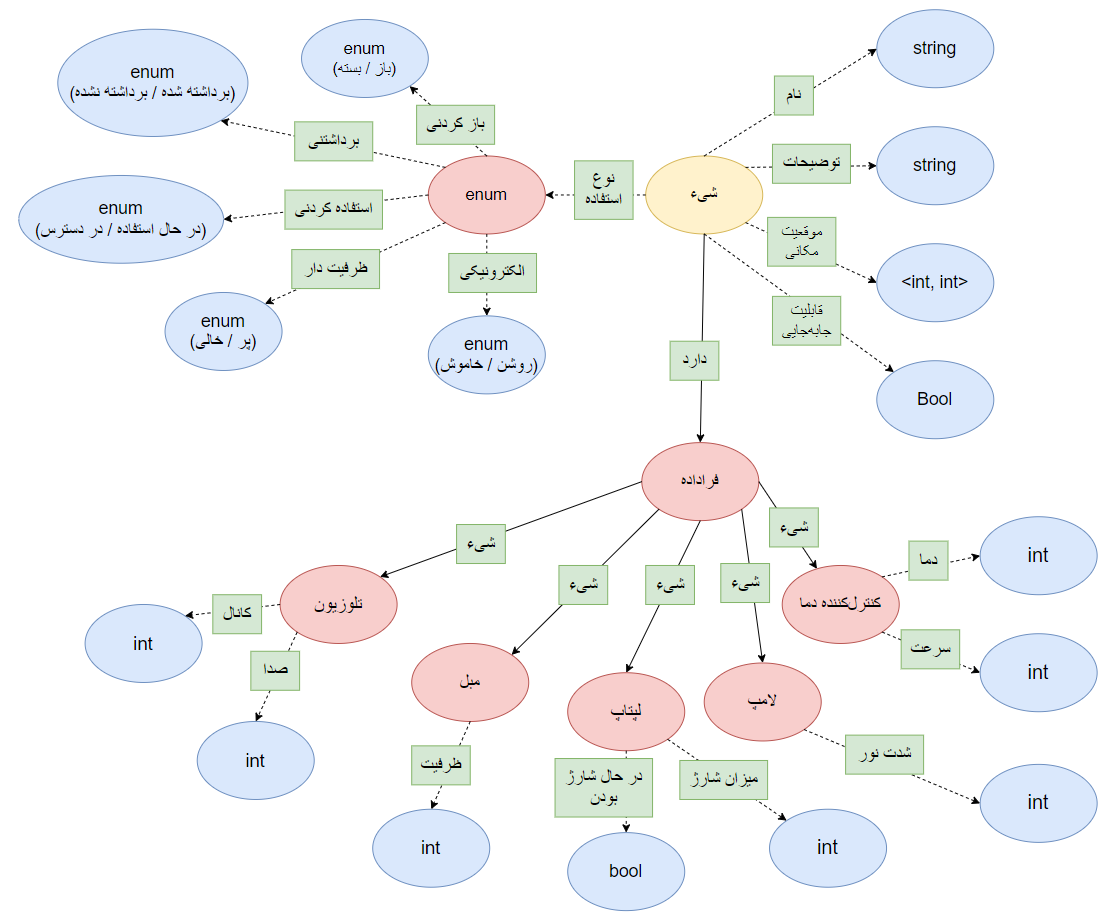 string
نام
enum
(باز / بسته)
enum
(برداشته شده / برداشته نشده)
باز کردنی
برداشتنی
توضیحات
string
نوع
استفاده
شیء
enum
استفاده کردنی
enum
(در حال استفاده / در دسترس)
موقعیت
مکانی
<int, int>
ظرفیت دار
الکترونیکی
قابلیت
جابه‌جایی
enum
(پر / خالی)
enum
(روشن / خاموش)
دارد
Bool
فراداده
شیء
شیء
شیء
شیء
شیء
دما
int
کنترل‌کننده دما
تلوزیون
کانال
int
سرعت
int
صدا
int
مبل
لپتاپ
لامپ
شدت نور
int
ظرفیت
int
در حال شارژ
بودن
bool
میزان شارژ
int